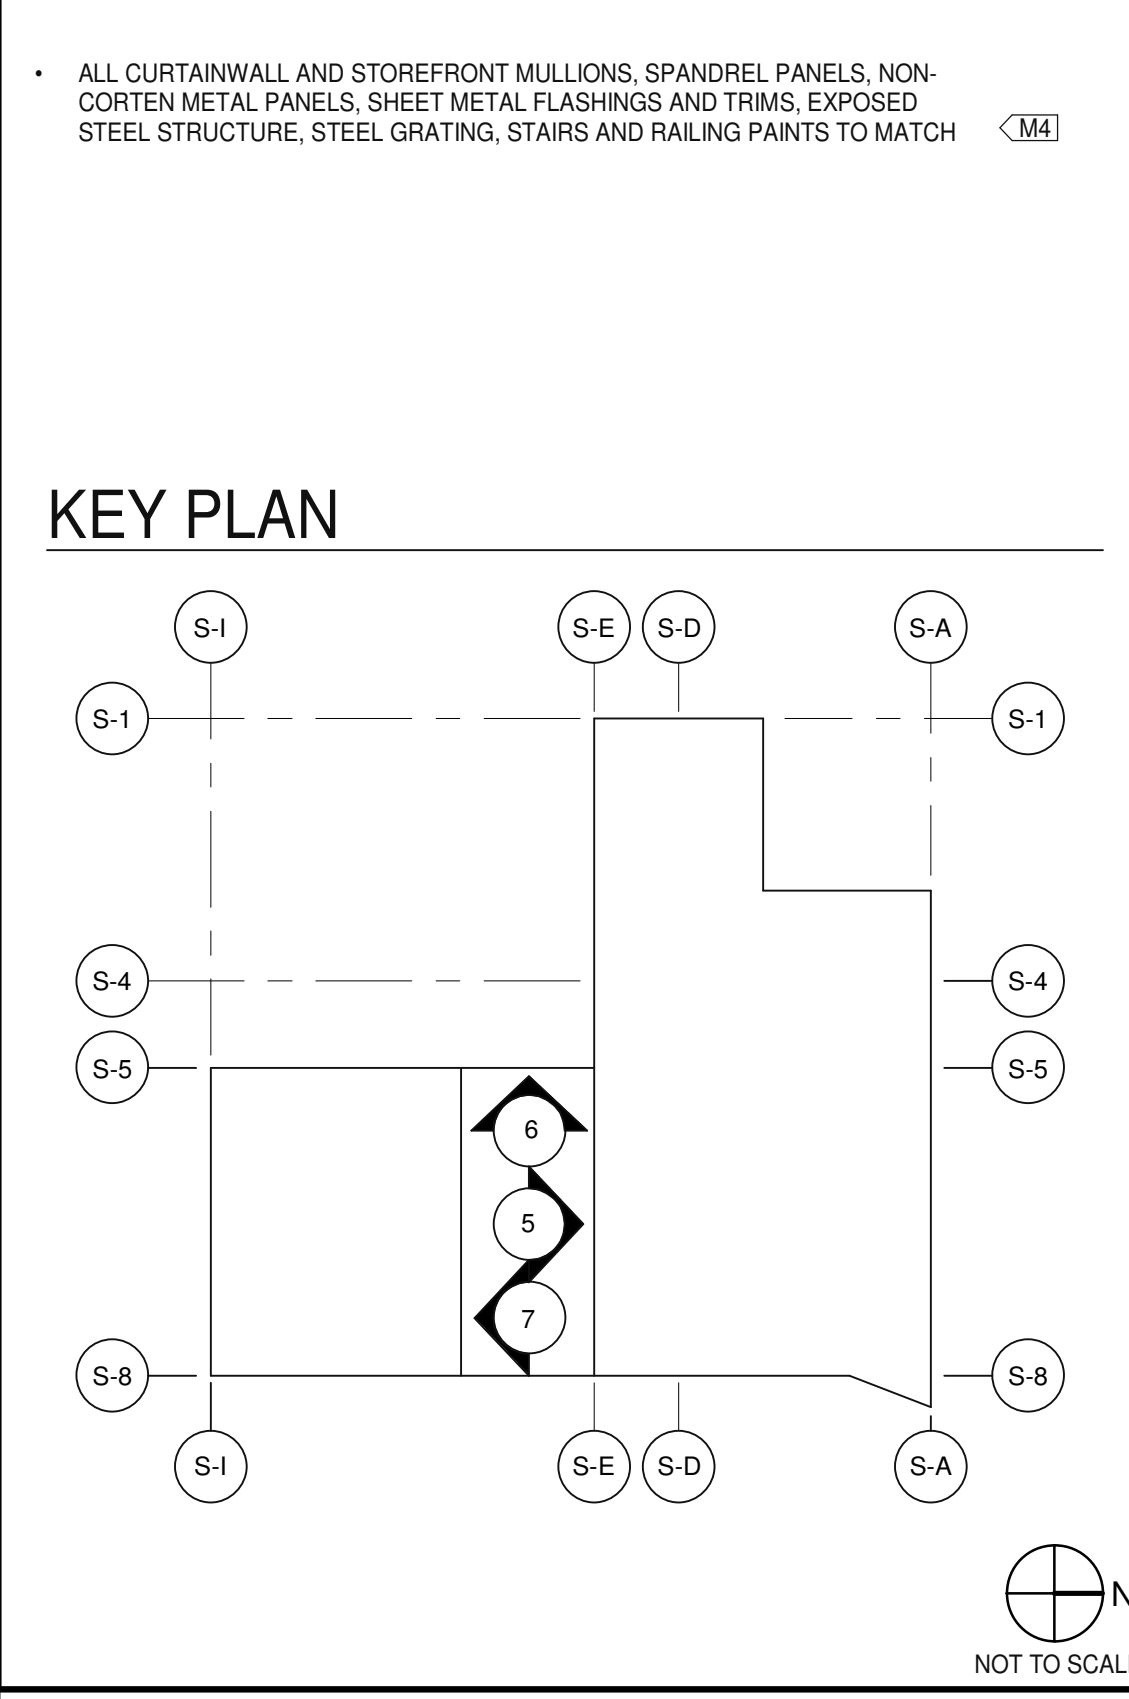 • ALL CURTAINWALL AND STOREFRONT MULLIONS, SPANDREL PANELS, NON-
CORTEN METAL PANELS, SHEET METAL FLASHINGS AND TRIMS, EXPOSED
STEEL STRUCTURE, STEEL GRATING, STAIRS AND RAILING PAINTS TO MATCH M4
KEY PLAN
S-I S-E S-D S-A
S-1 S-1
S-4 S-4
S-5 S-5
6
5
7
S-8 S-8
S-I S-E S-D S-A
N
NOT TO SCAL